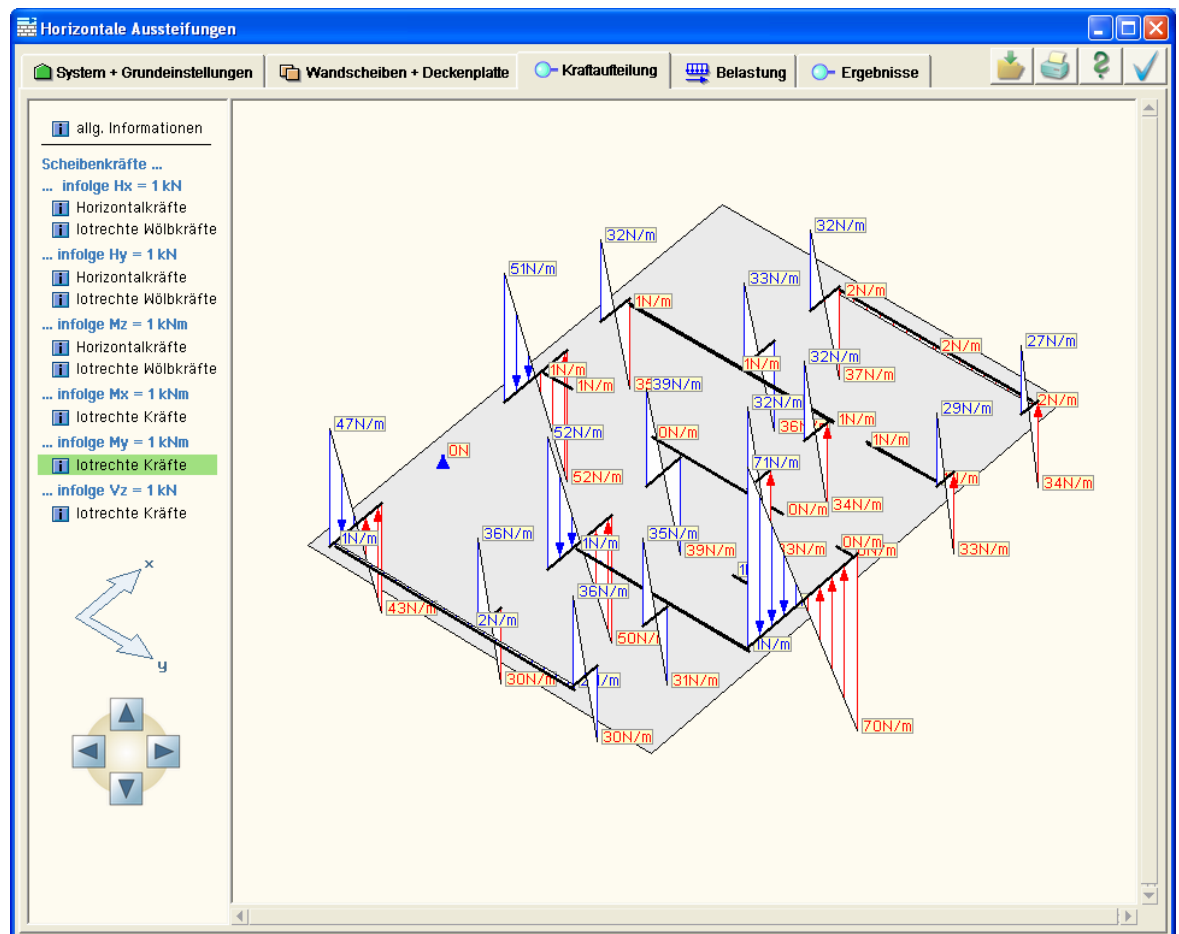 Horizontale Aussteifungen
System + Grundeinstellungen
Wandscheiben + Deckenplatte
Kraftaufteilung
Belastung
Ergebnisse
allg. Informationen
Scheibenkräfte ...
... infolge Hx = 1 kN
Horizontalkräfte
lotrechte Wölbkräfte
... infolge Hy = 1 kN
Horizontalkräfte
lotrechte Wölbkräfte
... infolge Mz = 1 kNm
Horizontalkräfte
lotrechte Wölbkräfte
... infolge Mx = 1 kNm
lotrechte Kräfte
... infolge My = 1 kNm
lotrechte Kräfte
... infolge Vz = 1 kN
lotrechte Kräfte
x
y
32N/m
32N/m
51N/m
33N/m
1N/m
2N/m
27N/m
2N/m
32N/m
1N/m
1N/m
37N/m
1N/m
39N/m
2N/m
32N/m
29N/m
47N/m
1N/m
52N/m
0N/m
1N/m
0N
71N/m
52N/m
34N/m
34N/m
0N/m
36N/m
35N/m
1N/m
1N/m
39N/m
0N/m
33N/m
43N/m
36N/m
2N/m
50N/
1N/m
30N/m
31N/m
70N/m
30N/m